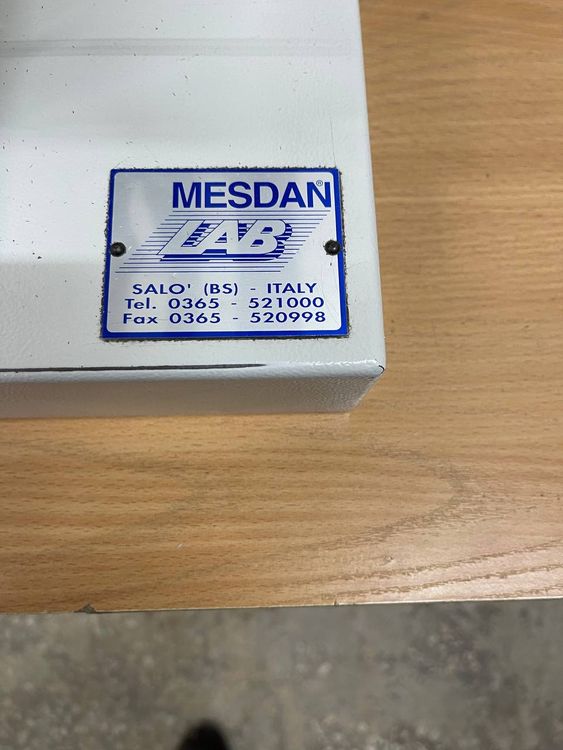 MESDAN®
LAB
SALO' (BS) - ITALY
Tel. 0365 - 521000
Fax 0365 - 520998